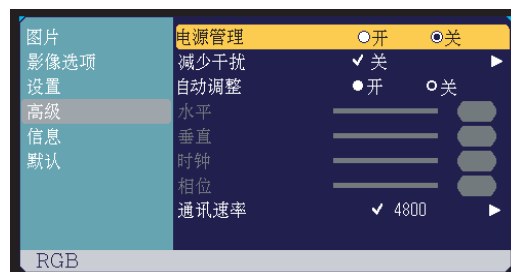 图片
影像选项
设置
高级
信息
默认
电源管理 开 关
减少干扰 关
自动调整 开 关
水平
垂直
时钟
相位
通讯速率 4800
RGB